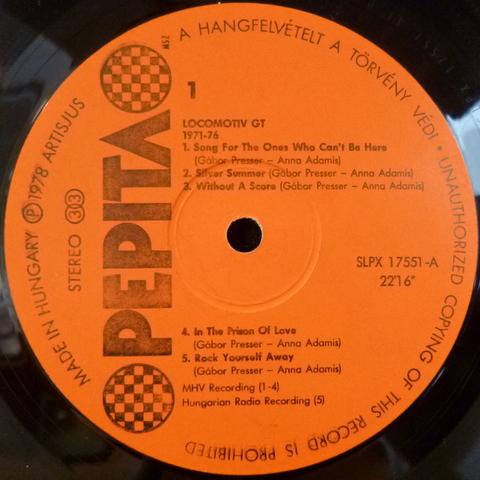 MADE IN HUNGARY Ⓟ 1978 ARTISJUS
A HANGFELVÉTELT A TÖRVÉNY VÉDI • UNAUTHORIZED COPYING OF THIS RECORD IS PROHIBITED
MSZ
STEREO 33
PEPITA
1
LOCOMOTIV GT
1971-76
1. Song For The Ones Who Can't Be Here
(Gábor Presser – Anna Adamis)
2. Silver Summer (Gábor Presser – Anna Adamis)
3. Without A Score (Gábor Presser – Anna Adamis)
SLPX 17551-A
22'16"
4. In The Prison Of Love
(Gábor Presser – Anna Adamis)
5. Rock Yourself Away
(Gábor Presser – Anna Adamis)
MHV Recording (1-4)
Hungarian Radio Recording (5)